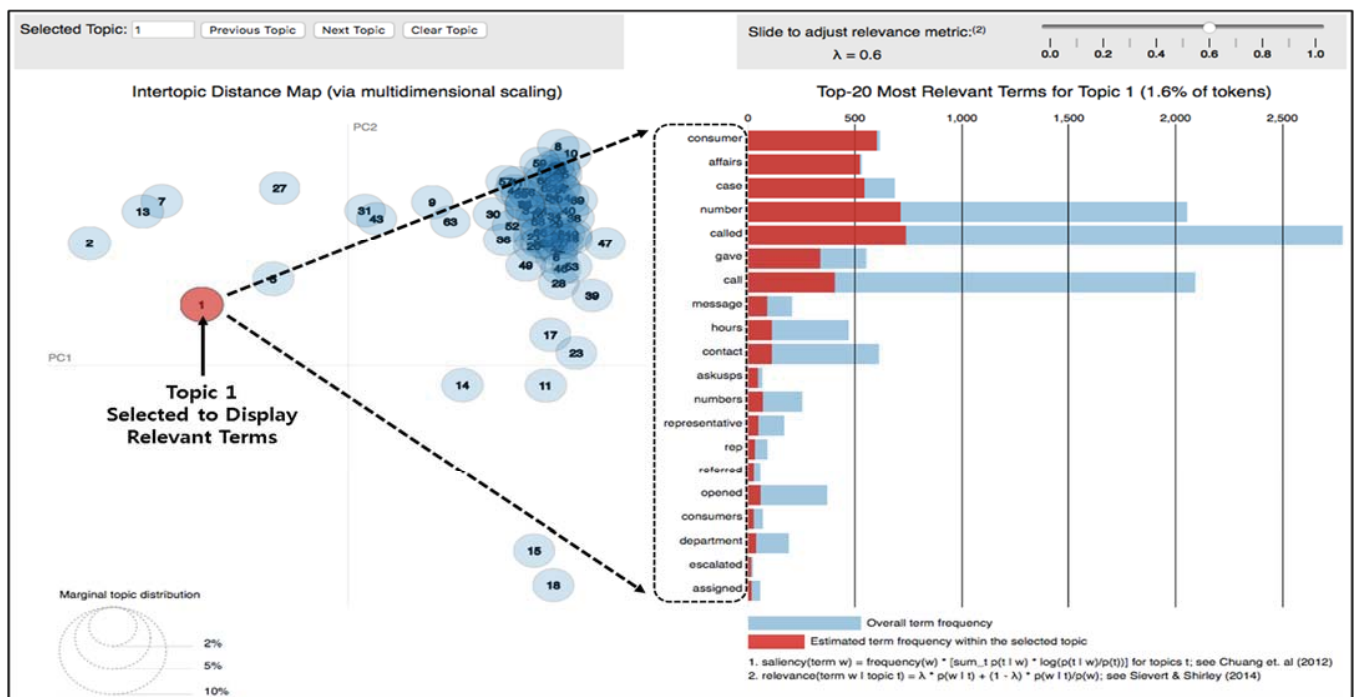 Selected Topic: 1 Previous Topic Next Topic Clear Topic
Slide to adjust relevance metric:(2)
λ = 0.6
0.0 0.2 0.4 0.6 0.8 1.0
Intertopic Distance Map (via multidimensional scaling)
PC2
PC1
8
10
27
7
13
2
31
43
9
63
30
52
36
47
49
53
28
39
1
17
23
14
11
15
18
Topic 1
Selected to Display
Relevant Terms
Marginal topic distribution
2%
5%
10%
Top-20 Most Relevant Terms for Topic 1 (1.6% of tokens)
0 500 1,000 1,500 2,000 2,500
consumer
affairs
case
number
called
gave
call
message
hours
contact
askusps
numbers
representative
rep
referred
opened
consumers
department
escalated
assigned
Overall term frequency
Estimated term frequency within the selected topic
1. saliency(term w) = frequency(w) * [sum_t p(t | w) * log(p(t | w)/p(t))] for topics t; see Chuang et. al (2012)
2. relevance(term w | topic t) = λ * p(w | t) + (1 - λ) * p(w | t)/p(w); see Sievert & Shirley (2014)